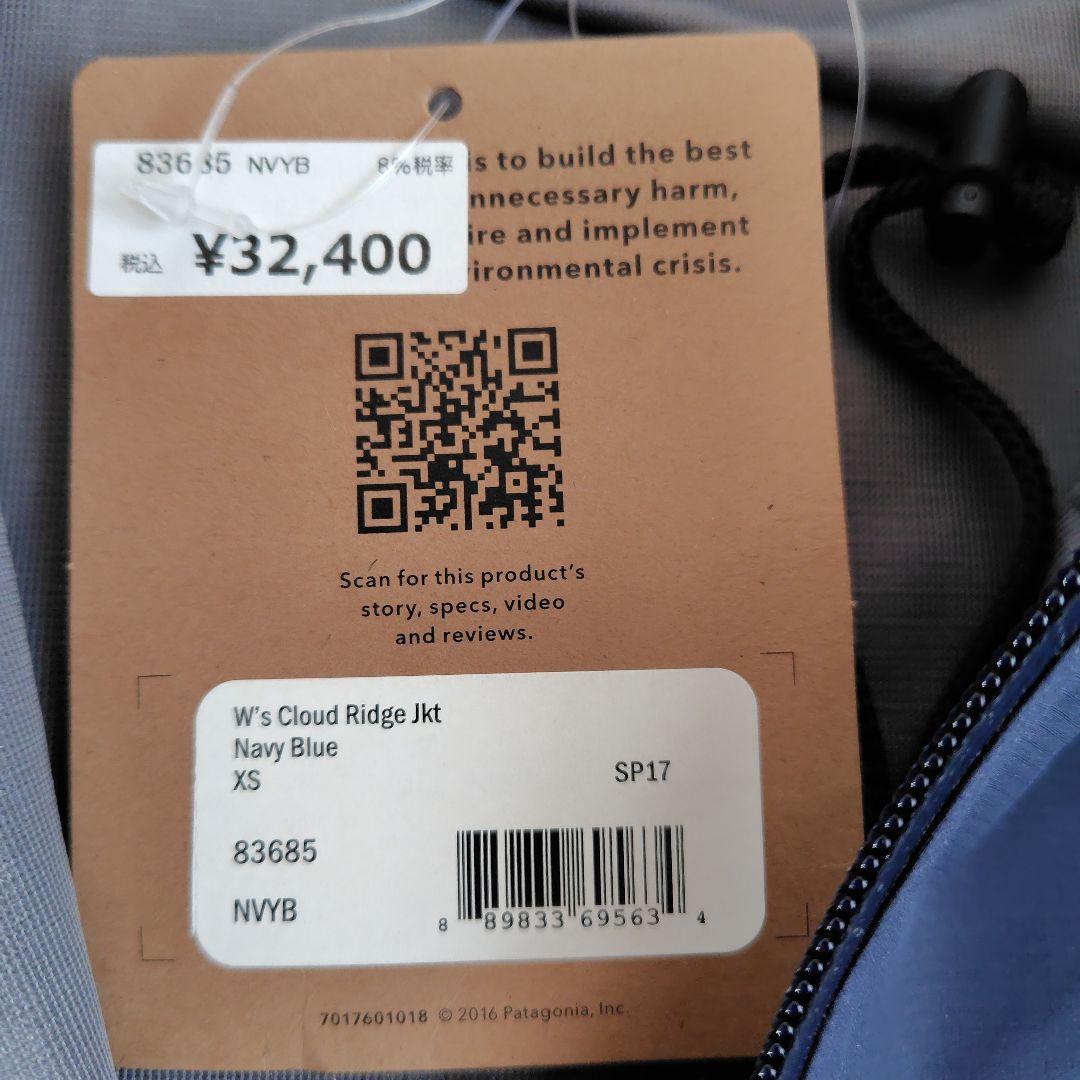 83685 NVYB 8%税率
税込 ¥32,400
is to build the best
nnecessary harm,
ire and implement
ironmental crisis.
Scan for this product's
story, specs, video
and reviews.
W's Cloud Ridge Jkt
Navy Blue
XS SP17
83685
NVYB
8 89833 69563 4
7017601018 © 2016 Patagonia, Inc.